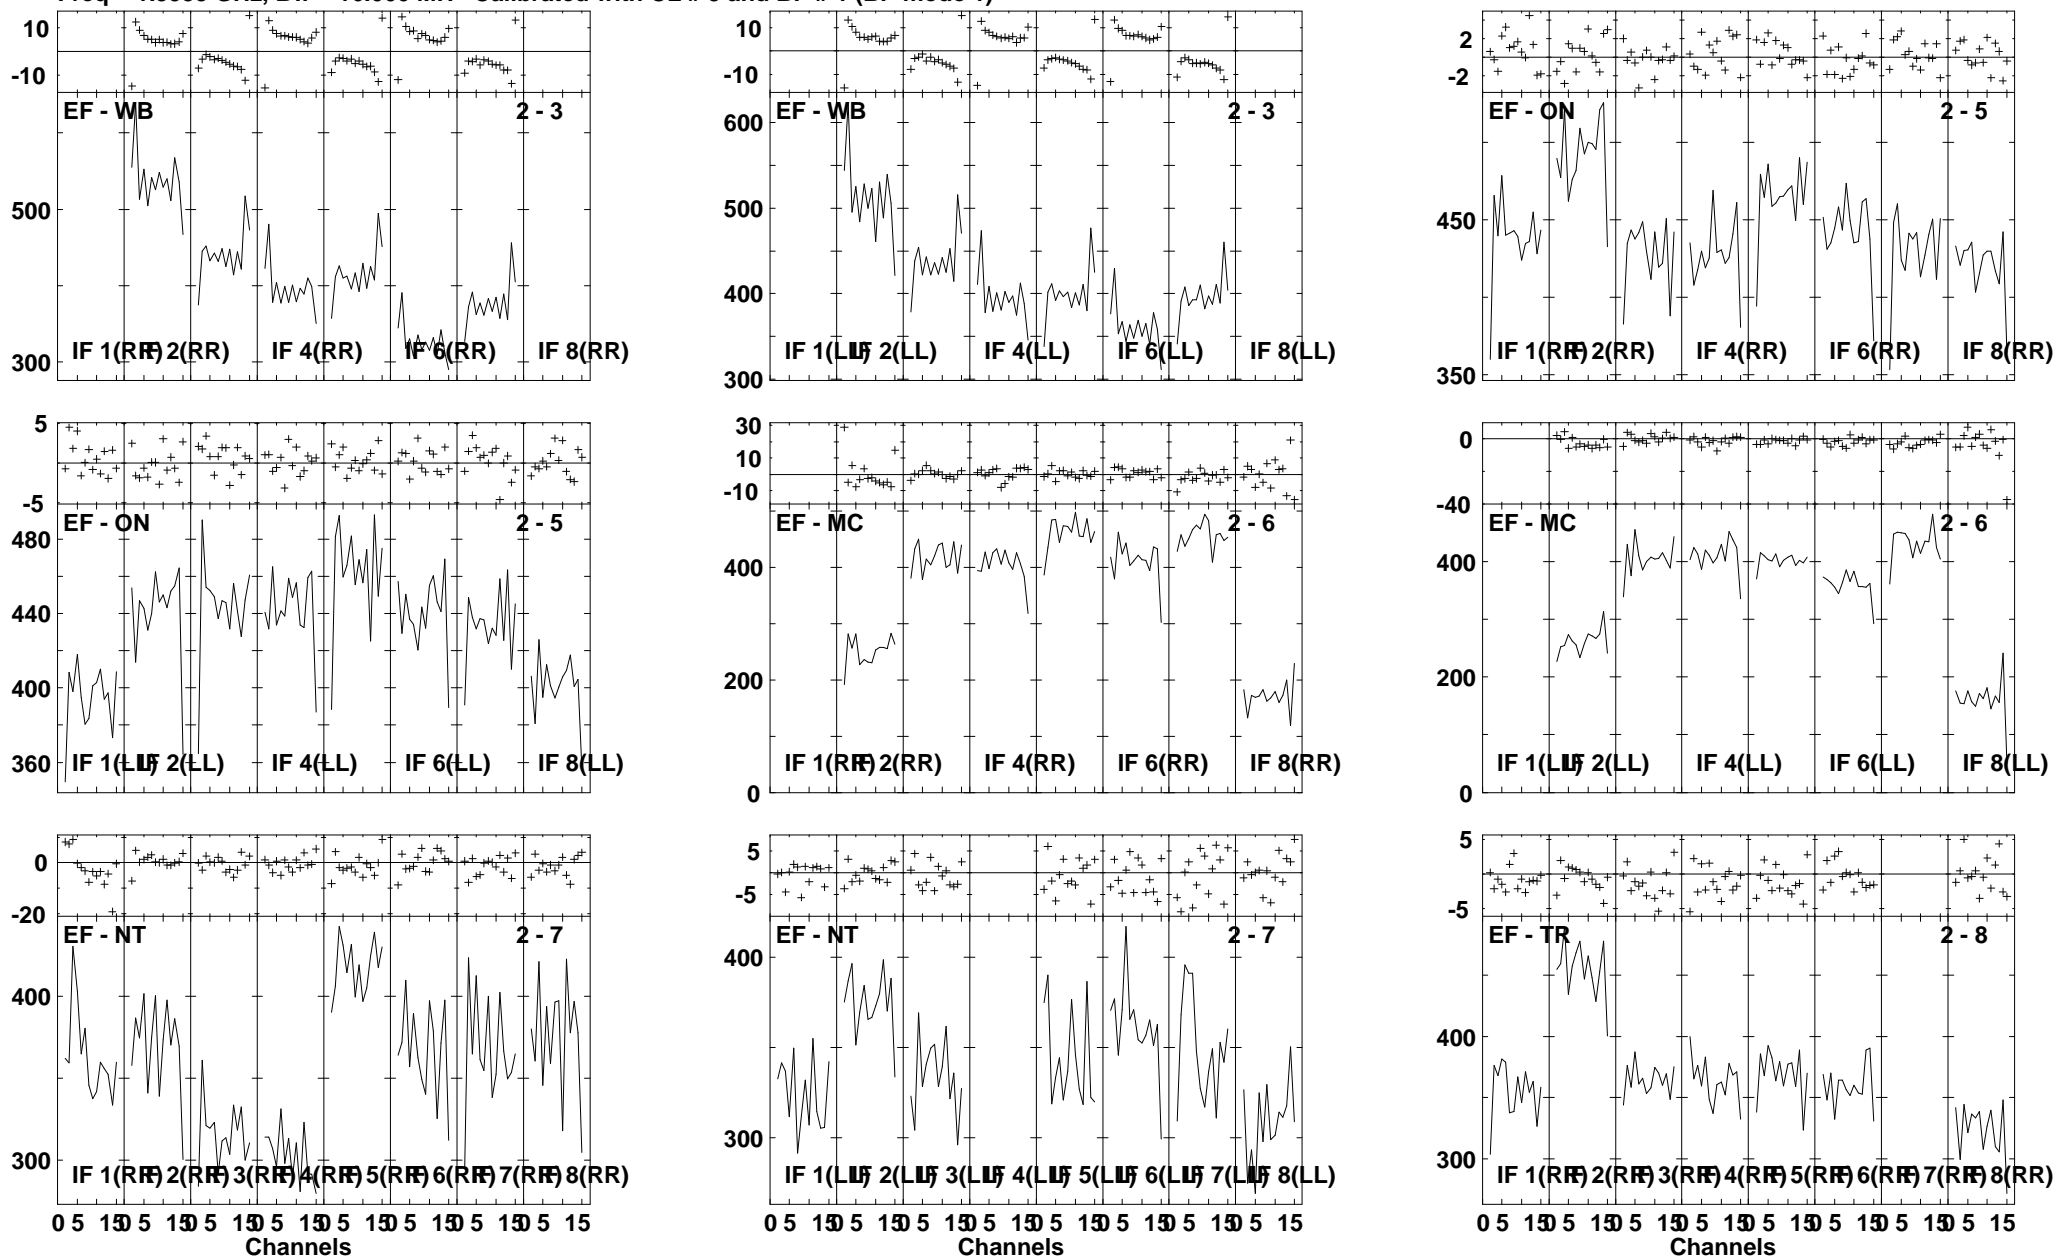 10
-10
EF - WB 2 - 3
500
300
IF 1(RR) IF 2(RR) IF 4(RR) IF 6(RR) IF 8(RR)
10
-10
EF - WB 2 - 3
600
500
400
300
IF 1(LL) IF 2(LL) IF 4(LL) IF 6(LL) IF 8(LL)
2
-2
EF - ON 2 - 5
450
350
IF 1(RR) IF 2(RR) IF 4(RR) IF 6(RR) IF 8(RR)
5
-5
EF - ON 2 - 5
480
440
400
360
IF 1(LL) IF 2(LL) IF 4(LL) IF 6(LL) IF 8(LL)
30
10
-10
EF - MC 2 - 6
400
200
0
IF 1(RR) IF 2(RR) IF 4(RR) IF 6(RR) IF 8(RR)
0
-40
EF - MC 2 - 6
400
200
0
IF 1(LL) IF 2(LL) IF 4(LL) IF 6(LL) IF 8(LL)
0
-20
EF - NT 2 - 7
400
300
IF 1(RR) IF 2(RR) IF 3(RR) IF 4(RR) IF 5(RR) IF 6(RR) IF 7(RR) IF 8(RR)
0 5 15 0 5 15 0 5 15 0 5 15 0 5 15 0 5 15 0 5 15 0 5 15
Channels
5
-5
EF - NT 2 - 7
400
300
IF 1(LL) IF 2(LL) IF 3(LL) IF 4(LL) IF 5(LL) IF 6(LL) IF 7(LL) IF 8(LL)
0 5 15 0 5 15 0 5 15 0 5 15 0 5 15 0 5 15 0 5 15 0 5 15
Channels
5
-5
EF - TR 2 - 8
400
300
IF 1(RR) IF 2(RR) IF 3(RR) IF 4(RR) IF 5(RR) IF 6(RR) IF 7(RR) IF 8(RR)
0 5 15 0 5 15 0 5 15 0 5 15 0 5 15 0 5 15 0 5 15 0 5 15
Channels